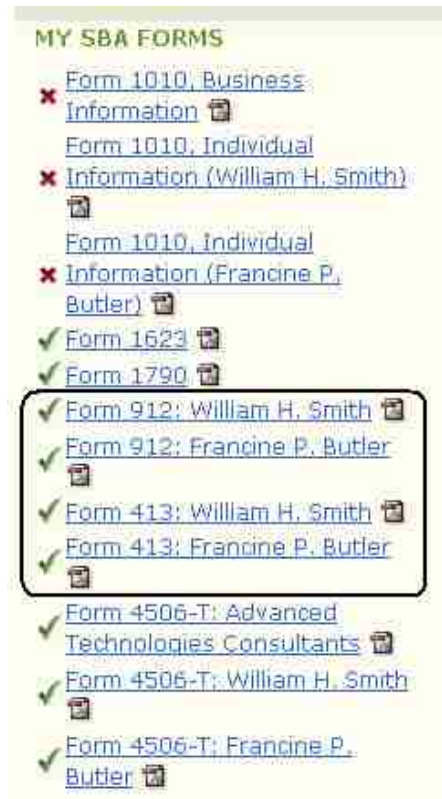 MY SBA FORMS
Form 1010, Business
Information
Form 1010, Individual
Information (William H. Smith)
Form 1010, Individual
Information (Francine P.
Butler)
Form 1623
Form 1790
Form 912: William H. Smith
Form 912: Francine P. Butler
Form 413: William H. Smith
Form 413: Francine P. Butler
Form 4506-T: Advanced
Technologies Consultants
Form 4506-T: William H. Smith
Form 4506-T: Francine P.
Butler